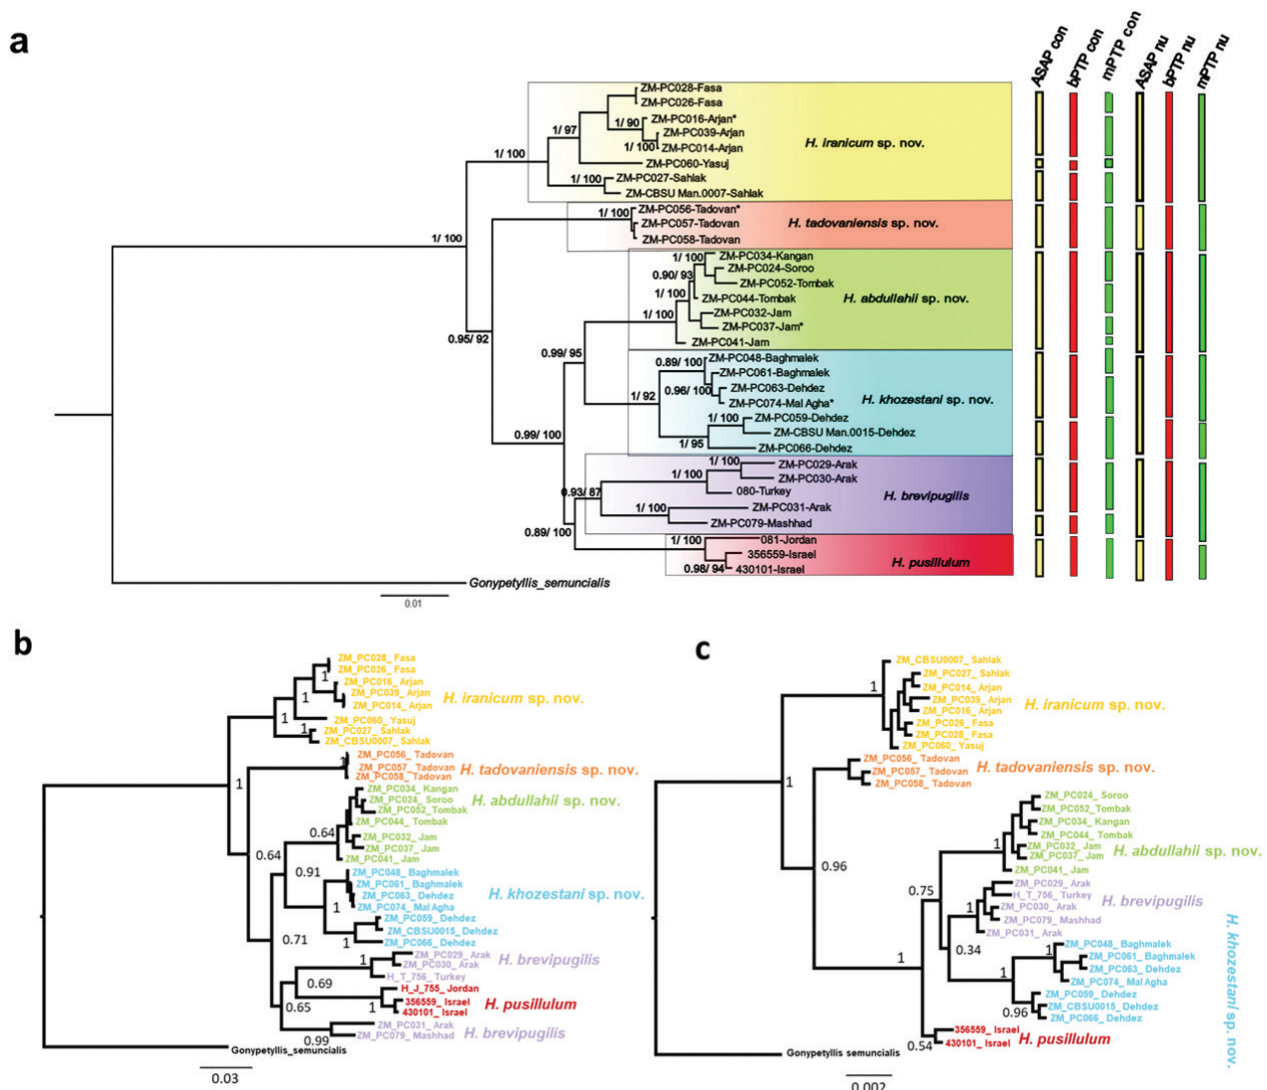 a
ASAP con
bPTP con
mPTP con
ASAP nu
bPTP nu
mPTP nu
ZM-PC028-Fasa
ZM-PC026-Fasa
ZM-PC016-Arjan*
1/ 90
1/ 97
ZM-PC039-Arjan
1/ 100
ZM-PC014-Arjan
H. iranicum sp. nov.
1/ 100
ZM-PC060-Yasuj
1/ 100
ZM-PC027-Sahlak
ZM-CBSU Man.0007-Sahlak
ZM-PC056-Tadovan*
1/ 100
ZM-PC057-Tadovan
H. tadovaniensis sp. nov.
ZM-PC058-Tadovan
1/ 100
1/ 100
ZM-PC034-Kangan
ZM-PC024-Soroo
0.90/ 93
ZM-PC052-Tombak
1/ 100
ZM-PC044-Tombak
H. abdullahii sp. nov.
1/ 100
ZM-PC032-Jam
ZM-PC037-Jam*
0.95/ 92
ZM-PC041-Jam
0.99/ 95
0.89/ 100
ZM-PC048-Baghmalek
ZM-PC061-Baghmalek
0.96/ 100
ZM-PC063-Dehdez
1/ 92
ZM-PC074-Mal Agha*
H. khozestani sp. nov.
1/ 100
ZM-PC059-Dehdez
ZM-CBSU Man.0015-Dehdez
0.99/ 100
1/ 95
ZM-PC066-Dehdez
1/ 100
ZM-PC029-Arak
1/ 100
ZM-PC030-Arak
0.93/ 87
080-Turkey
H. brevipugilis
1/ 100
ZM-PC031-Arak
ZM-PC079-Mashhad
0.89/ 100
1/ 100
081-Jordan
356559-Israel
0.98/ 94
430101-Israel
H. pusillulum
Gonypetyllis_semuncialis
0.01
b
ZM_PC028_ Fasa
ZM_PC026_ Fasa
1
ZM_PC016_ Arjan
1
ZM_PC039_ Arjan
ZM_PC014_ Arjan
H. iranicum sp. nov.
1
ZM_PC060_ Yasuj
1
ZM_PC027_ Sahlak
ZM_CBSU0007_ Sahlak
ZM_PC056_ Tadovan
1
ZM_PC057_ Tadovan
ZM_PC058_ Tadovan
H. tadovaniensis sp. nov.
1
ZM_PC034_ Kangan
ZM_PC024_ Soroo
H. abdullahii sp. nov.
ZM_PC052_ Tombak
ZM_PC044_ Tombak
0.64
ZM_PC032_ Jam
ZM_PC037_ Jam
0.64
ZM_PC041_ Jam
0.91
ZM_PC048_ Baghmalek
ZM_PC061_ Baghmalek
ZM_PC063_ Dehdez
H. khozestani sp. nov.
1
ZM_PC074_ Mal Agha
ZM_PC059_ Dehdez
ZM_CBSU0015_ Dehdez
1
ZM_PC066_ Dehdez
0.71
ZM_PC029_ Arak
1
ZM_PC030_ Arak
H. brevipugilis
H_T_756_ Turkey
0.69
H_J_755_ Jordan
1
356559_ Israel
430101_ Israel
H. pusillulum
0.65
ZM_PC031_ Arak
ZM_PC079_ Mashhad
H. brevipugilis
0.99
Gonypetyllis_semuncialis
0.03
c
ZM_CBSU0007_ Sahlak
ZM_PC027_ Sahlak
1
ZM_PC014_ Arjan
ZM_PC039_ Arjan
ZM_PC016_ Arjan
H. iranicum sp. nov.
ZM_PC026_ Fasa
ZM_PC028_ Fasa
ZM_PC060_ Yasuj
ZM_PC056_ Tadovan
ZM_PC057_ Tadovan
H. tadovaniensis sp. nov.
ZM_PC058_ Tadovan
1
ZM_PC024_ Soroo
ZM_PC052_ Tombak
ZM_PC034_ Kangan
ZM_PC044_ Tombak
1
ZM_PC032_ Jam
ZM_PC037_ Jam
H. abdullahii sp. nov.
0.96
ZM_PC041_ Jam
0.75
ZM_PC029_ Arak
H_T_756_ Turkey
1
ZM_PC030_ Arak
H. brevipugilis
ZM_PC079_ Mashhad
ZM_PC031_ Arak
0.34
1
ZM_PC048_ Baghmalek
ZM_PC061_ Baghmalek
1
ZM_PC063_ Dehdez
1
ZM_PC074_ Mal Agha
ZM_PC059_ Dehdez
0.96
ZM_CBSU0015_ Dehdez
ZM_PC066_ Dehdez
H. khozestani sp. nov.
356559_ Israel
0.54
430101_ Israel
H. pusillulum
Gonypetyllis semuncialis
0.002